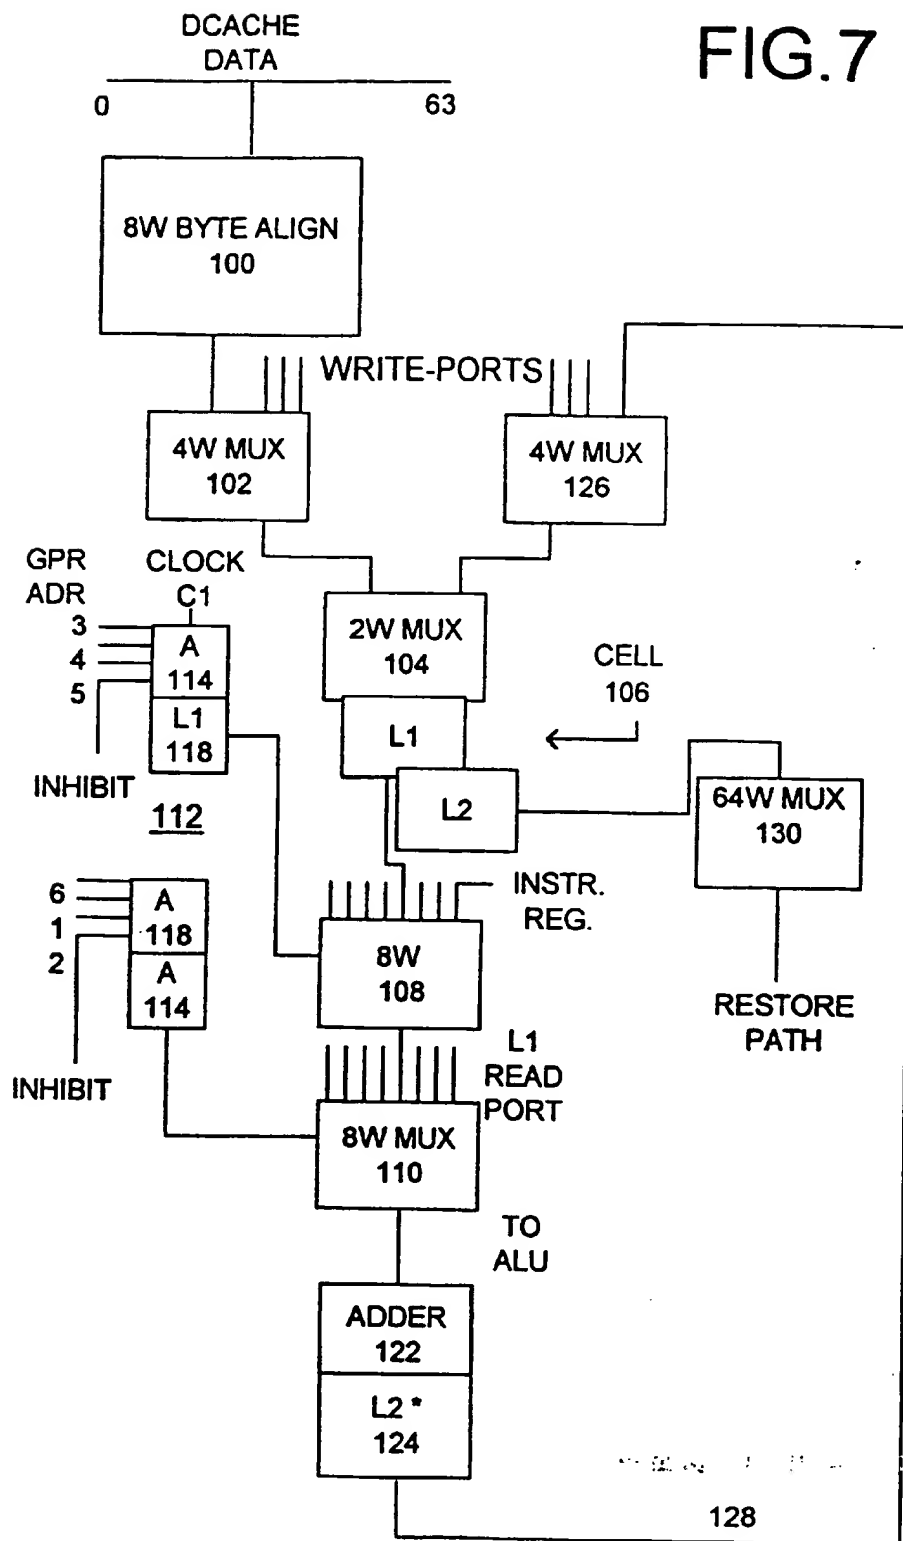 DCACHE
DATA
FIG.7
0
63
8W BYTE ALIGN
100
WRITE-PORTS
4W MUX
102
4W MUX
126
GPR
ADR
CLOCK
C1
3
4
5
A
114
L1
118
INHIBIT
112
2W MUX
104
L1
L2
CELL
106
64W MUX
130
RESTORE
PATH
6
1
2
A
118
A
114
INHIBIT
INSTR.
REG.
8W
108
L1
READ
PORT
8W MUX
110
TO
ALU
ADDER
122
L2 *
124
128